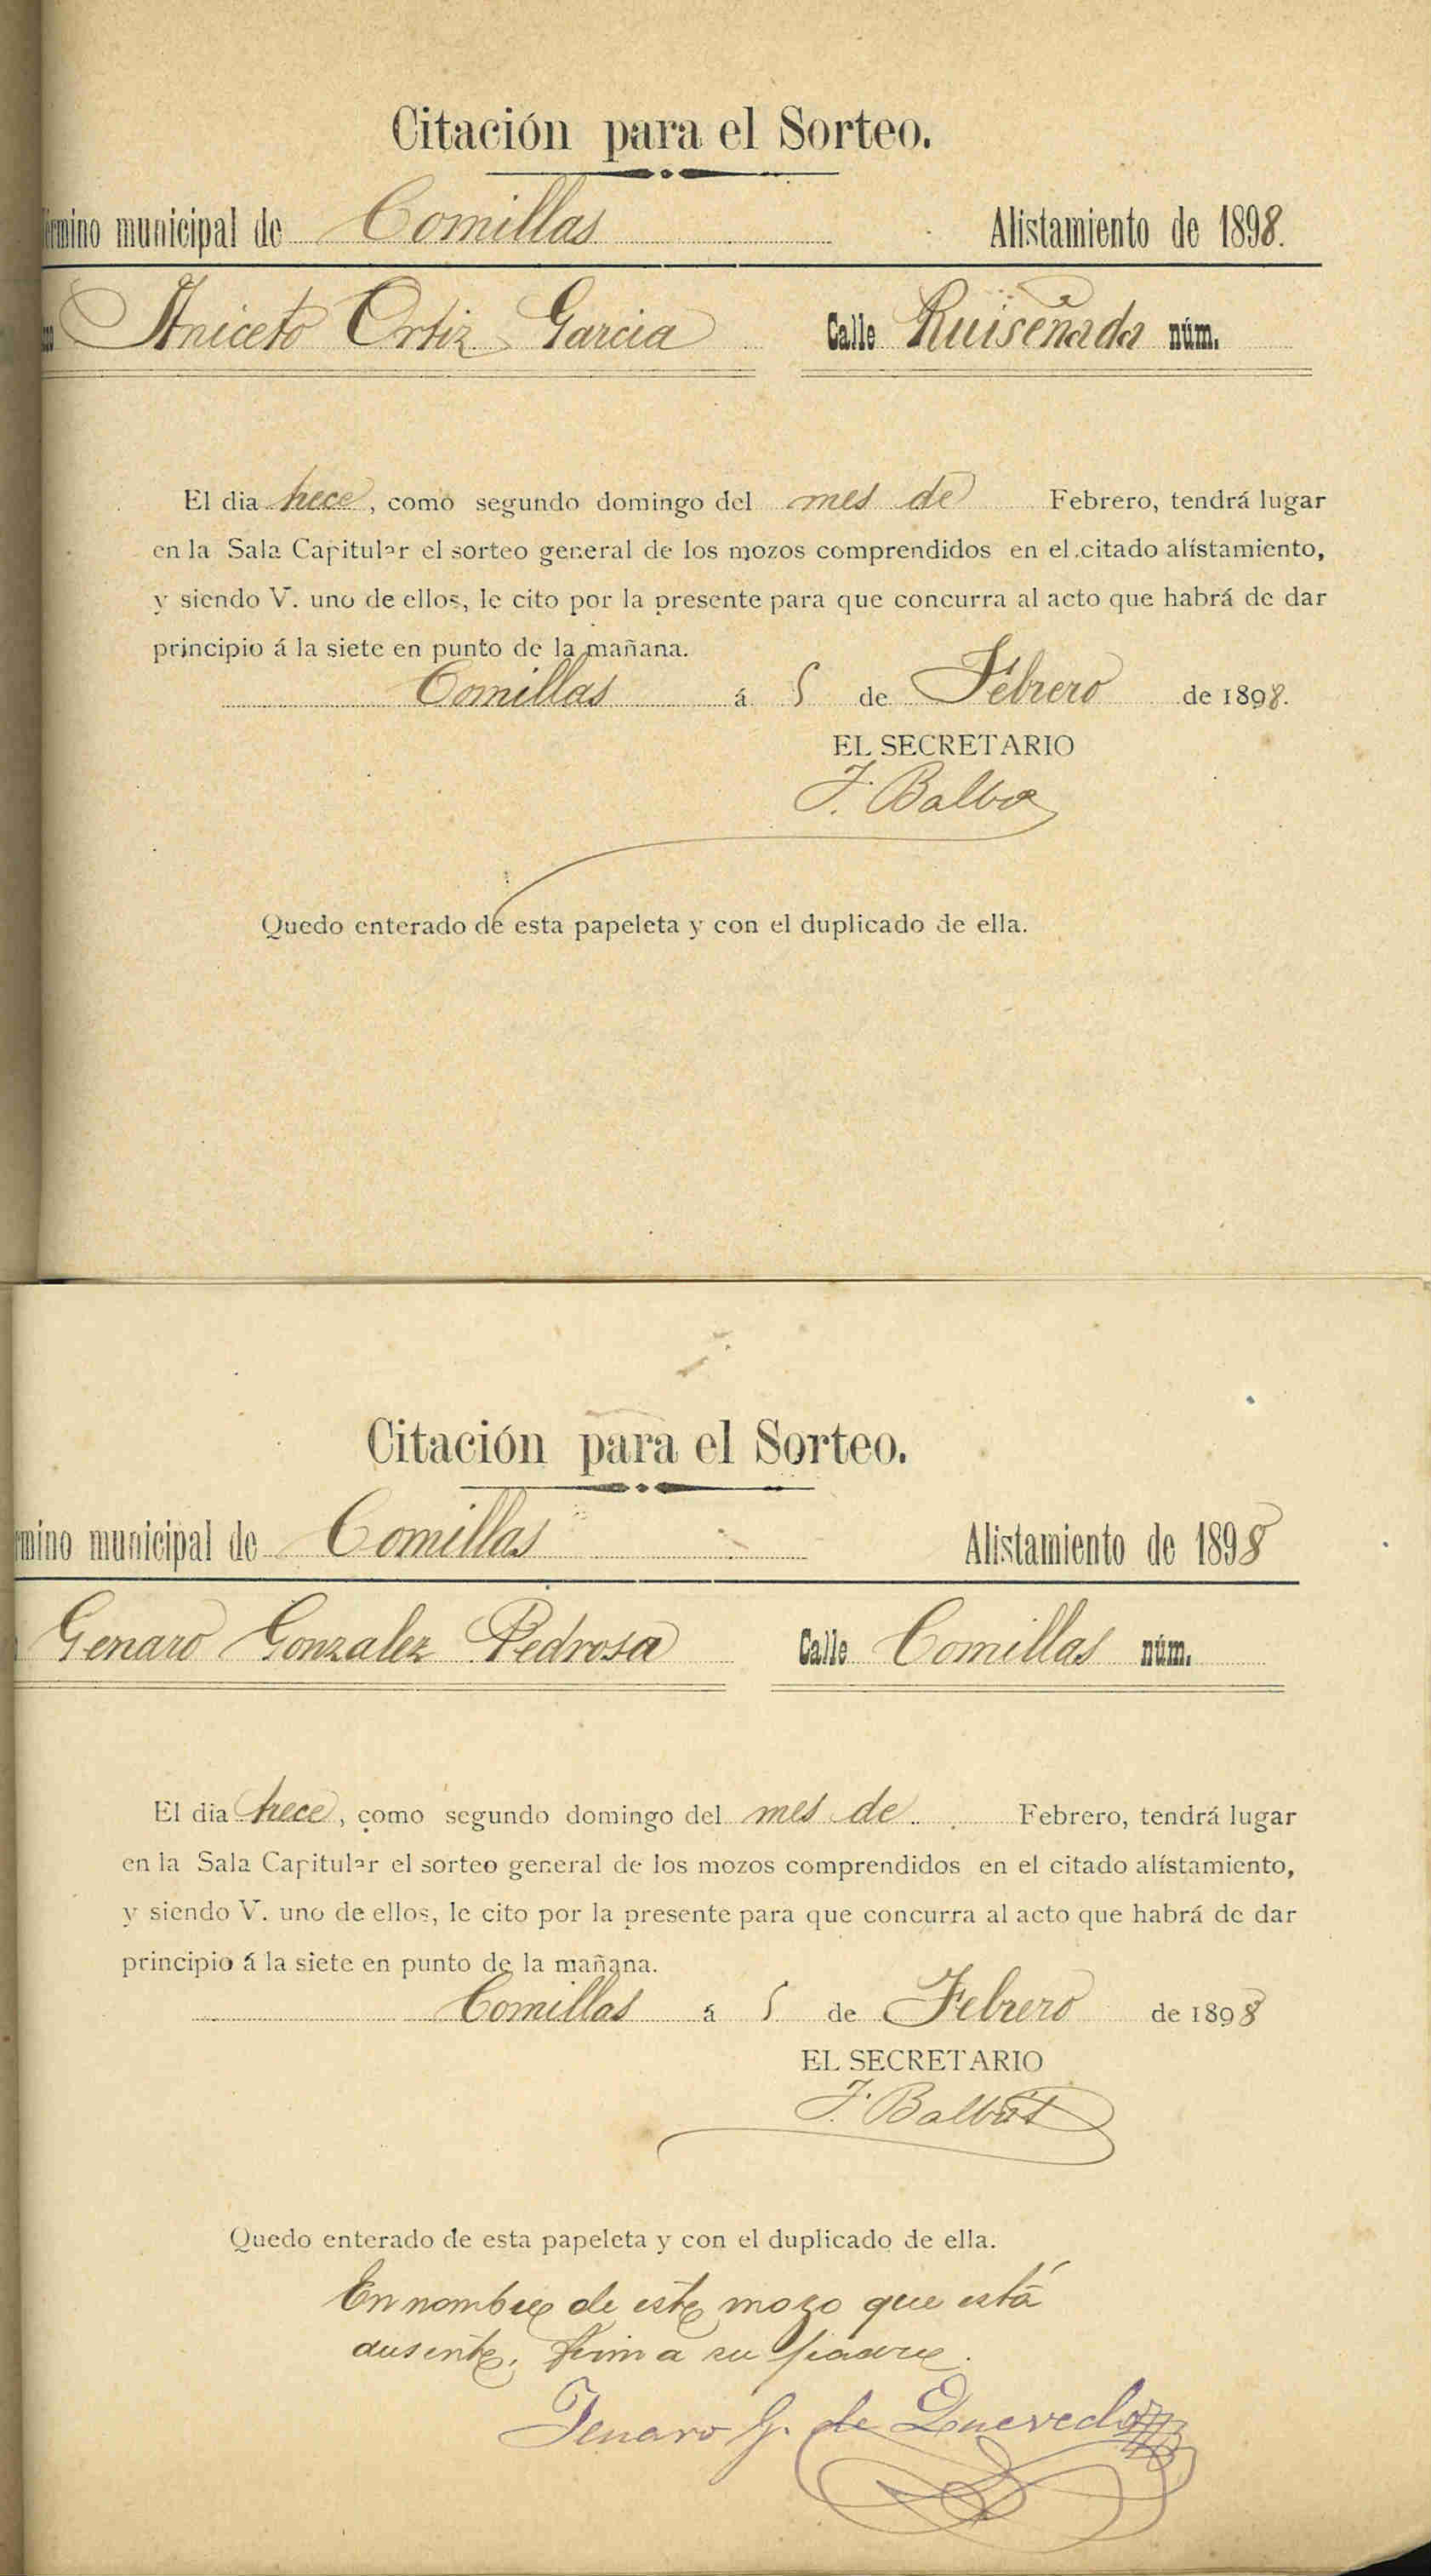 Citación para el Sorteo.
érmino municipal de Comillas Alistamiento de 1898.
Aniceto Ortiz Garcia Calle Ruiseñada núm.
El dia trece, como segundo domingo del mes de Febrero, tendrá lugar
en la Sala Capitular el sorteo general de los mozos comprendidos en el citado alístamiento,
y siendo V. uno de ellos, le cito por la presente para que concurra al acto que habrá de dar
principio á la siete en punto de la mañana.
Comillas á 5 de Febrero de 1898.
EL SECRETARIO
Quedo enterado de esta papeleta y con el duplicado de ella.
Citación para el Sorteo.
rmino municipal de Comillas Alistamiento de 1898
Genaro Gonzalez Pedrosa Calle Comillas núm.
El dia trece, como segundo domingo del mes de Febrero, tendrá lugar
en la Sala Capitular el sorteo general de los mozos comprendidos en el citado alístamiento,
y siendo V. uno de ellos, le cito por la presente para que concurra al acto que habrá de dar
principio á la siete en punto de la mañana.
Comillas á 5 de Febrero de 1898
EL SECRETARIO
Quedo enterado de esta papeleta y con el duplicado de ella.
En nombre de este mozo que está
ausente, firma su padre.
Jenaro G. de Quevedo